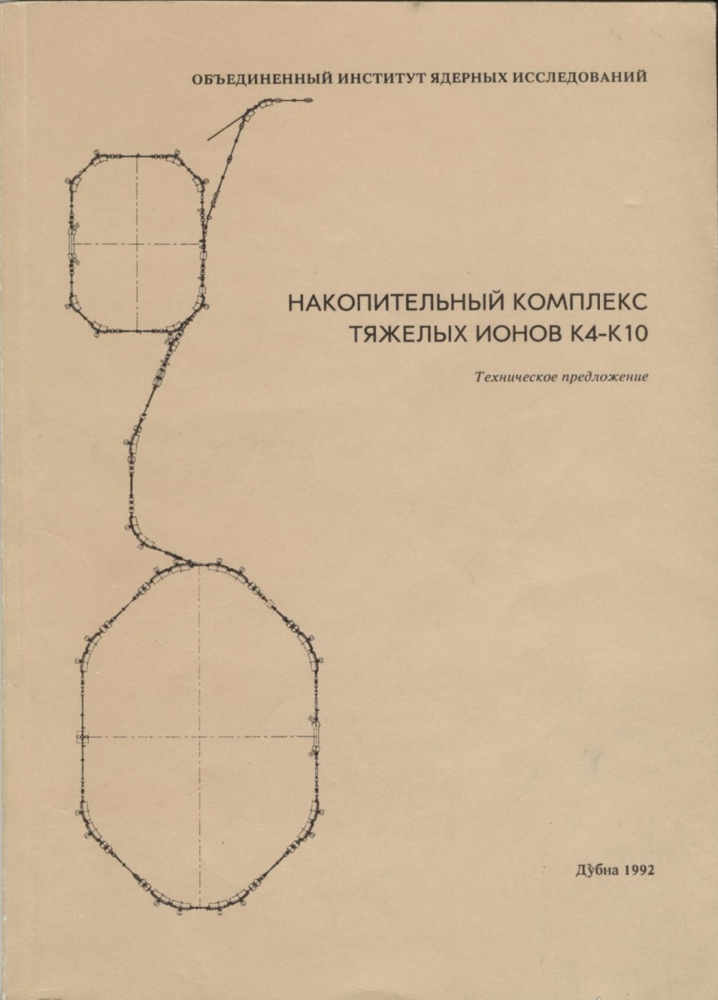 ОБЪЕДИНЕННЫЙ ИНСТИТУТ ЯДЕРНЫХ ИССЛЕДОВАНИЙ
НАКОПИТЕЛЬНЫЙ КОМПЛЕКС
ТЯЖЕЛЫХ ИОНОВ К4-К10
Техническое предложение
Дубна 1992